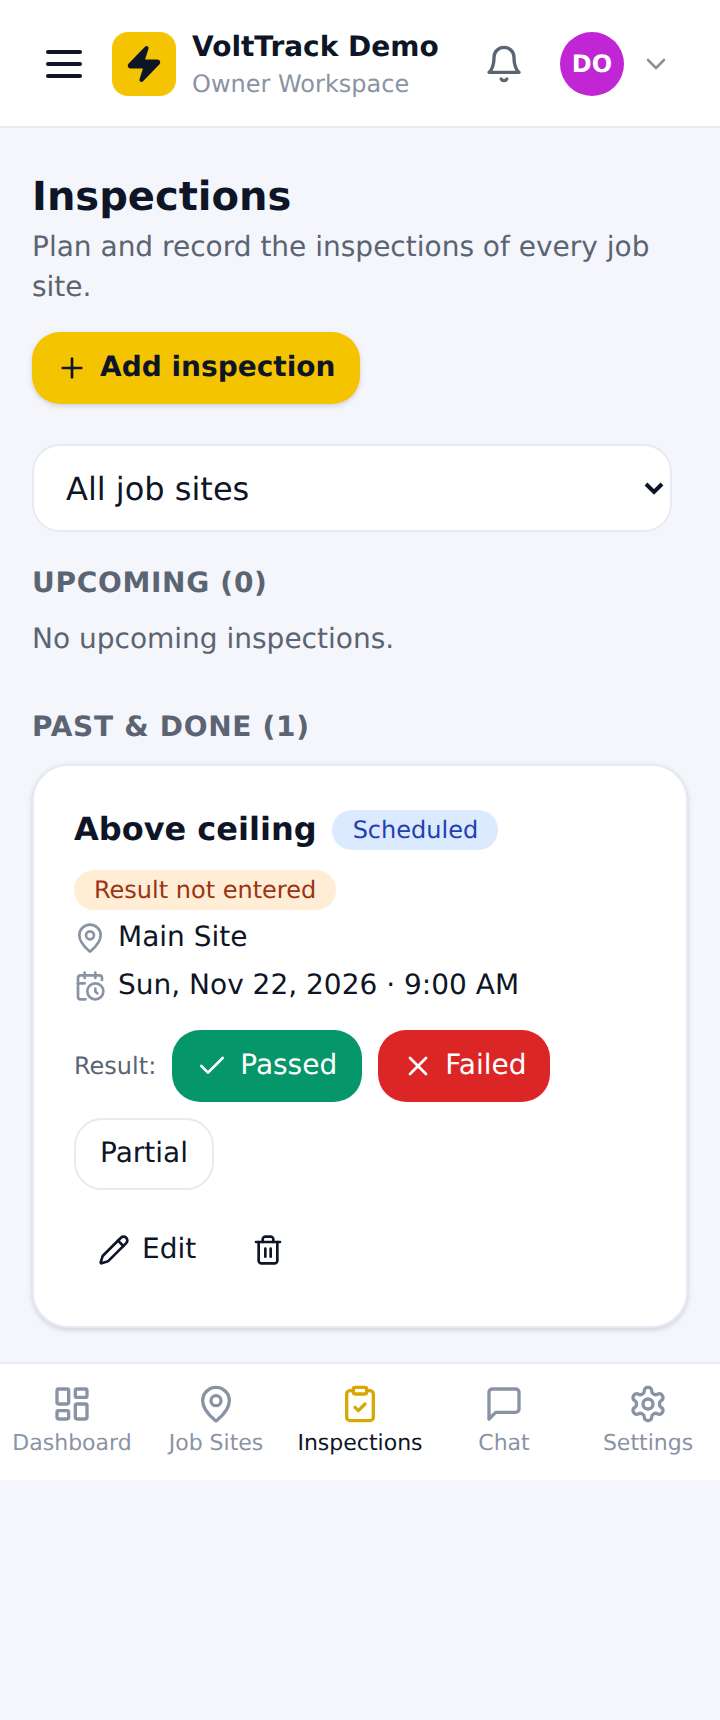 VoltTrack Demo
Owner Workspace
DO
Inspections
Plan and record the inspections of every job
site.
Add inspection
All job sites
UPCOMING (0)
No upcoming inspections.
PAST & DONE (1)
Above ceiling
Scheduled
Result not entered
Main Site
Sun, Nov 22, 2026 · 9:00 AM
Result:
Passed
Failed
Partial
Edit
Dashboard
Job Sites
Inspections
Chat
Settings